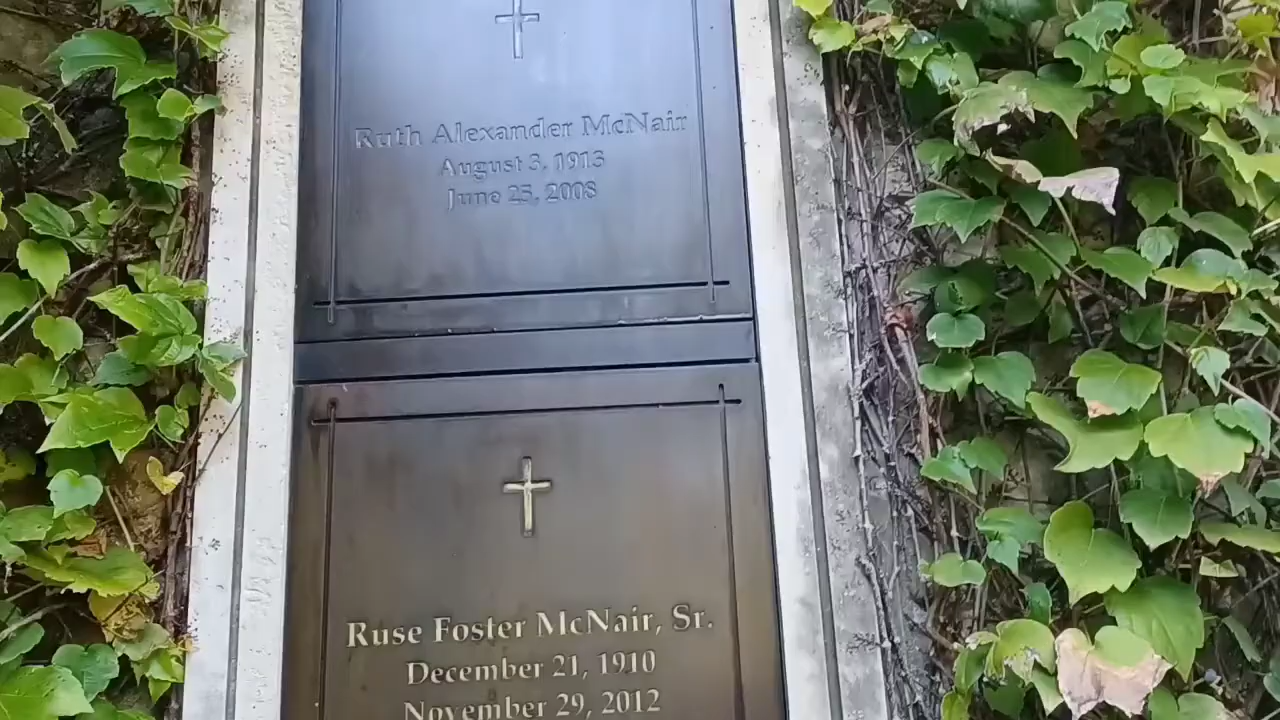 Ruth Alexander McNair
August 3, 1913
June 25, 2008
Ruse Foster McNair, Sr.
December 21, 1910
November 29, 2012